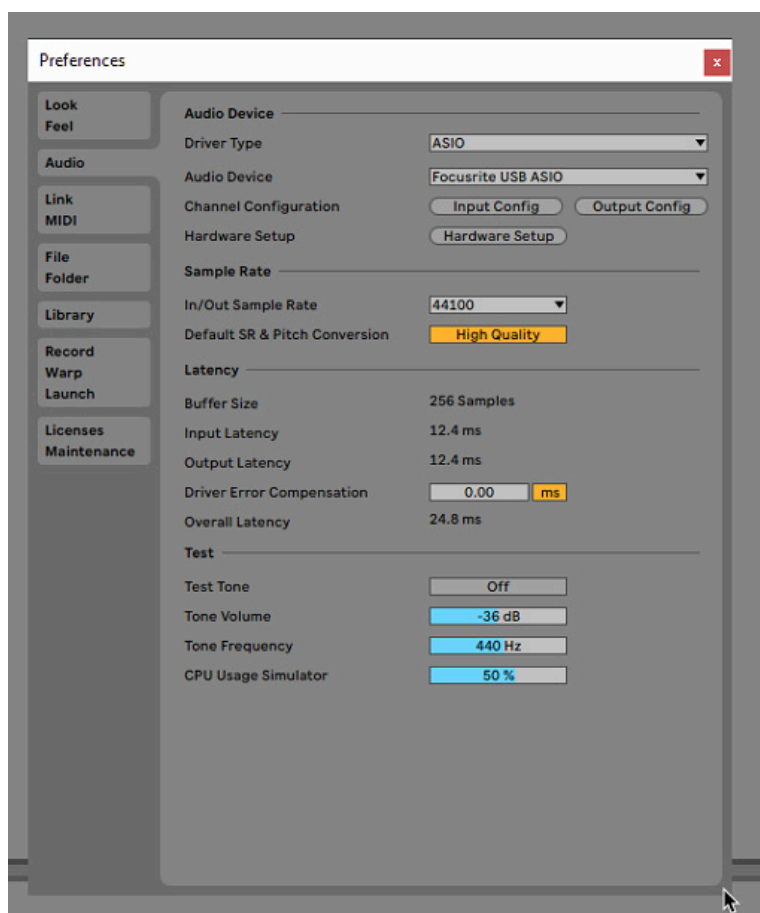 Preferences
x
Look
Feel
Audio
Link
MIDI
File
Folder
Library
Record
Warp
Launch
Licenses
Maintenance
Audio Device
Driver Type ASIO
Audio Device Focusrite USB ASIO
Channel Configuration Input Config Output Config
Hardware Setup Hardware Setup
Sample Rate
In/Out Sample Rate 44100
Default SR & Pitch Conversion High Quality
Latency
Buffer Size 256 Samples
Input Latency 12.4 ms
Output Latency 12.4 ms
Driver Error Compensation 0.00 ms
Overall Latency 24.8 ms
Test
Test Tone Off
Tone Volume -36 dB
Tone Frequency 440 Hz
CPU Usage Simulator 50 %